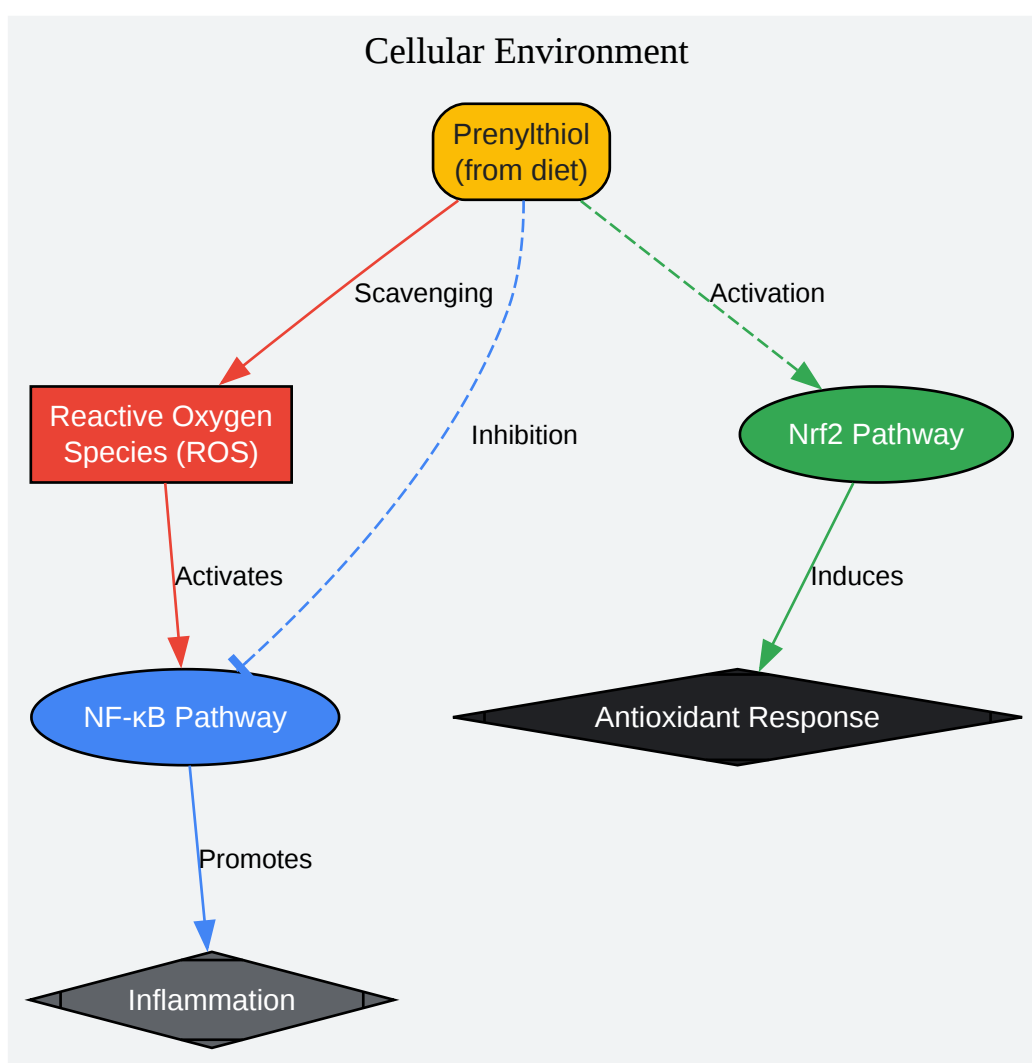 Cellular Environment
Prenylthiol
(from diet)
Scavenging
Activation
Reactive Oxygen
Species (ROS)
Inhibition
Nrf2 Pathway
Activates
Induces
NF-κB Pathway
Antioxidant Response
Promotes
Inflammation